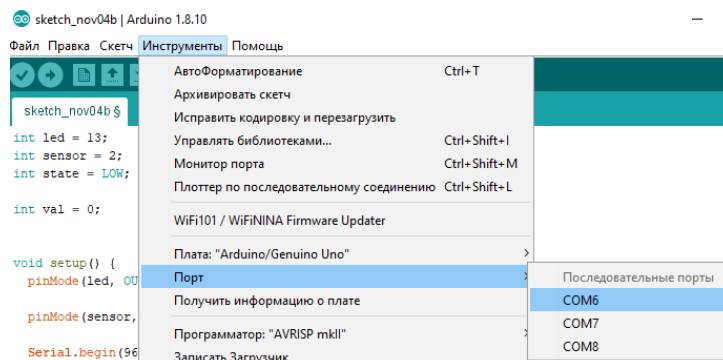 sketch_nov04b | Arduino 1.8.10
Файл Правка Скетч Инструменты Помощь
sketch_nov04b §
int led = 13;
int sensor = 2;
int state = LOW;
int val = 0;
void setup() {
pinMode(led, OU
pinMode(sensor,
Serial.begin(96
АвтоФорматирование Ctrl+T
Архивировать скетч
Исправить кодировку и перезагрузить
Управлять библиотеками... Ctrl+Shift+I
Монитор порта Ctrl+Shift+M
Плоттер по последовательному соединению Ctrl+Shift+L
WiFi101 / WiFiNINA Firmware Updater
Плата: "Arduino/Genuino Uno"
Порт
Получить информацию о плате
Программатор: "AVRISP mkII"
Записать Загрузчик
Последовательные порты
COM6
COM7
COM8